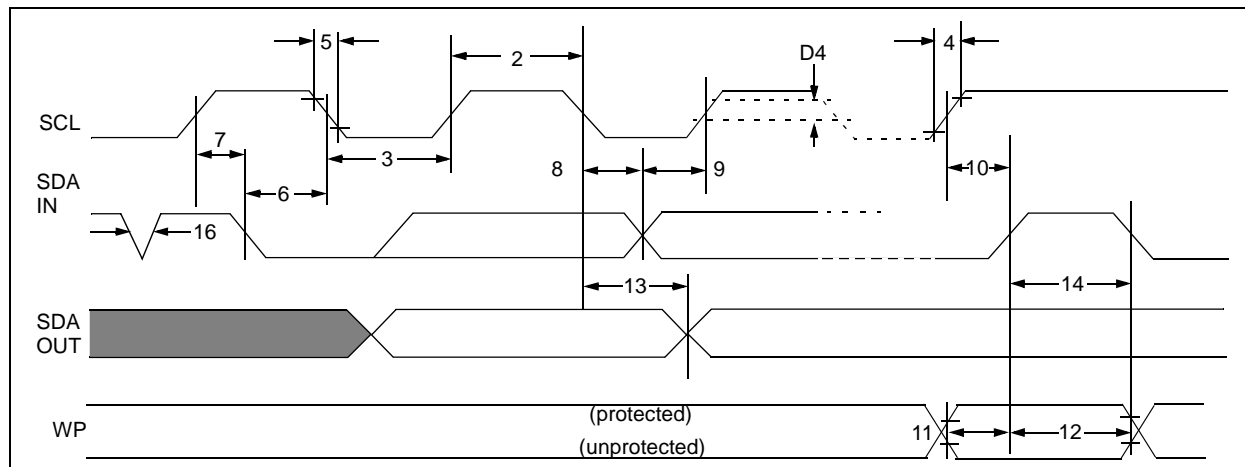 5
2
D4
4
SCL
7
3
8
9
10
SDA
IN
6
16
13
14
SDA
OUT
WP
(protected)
(unprotected)
11
12